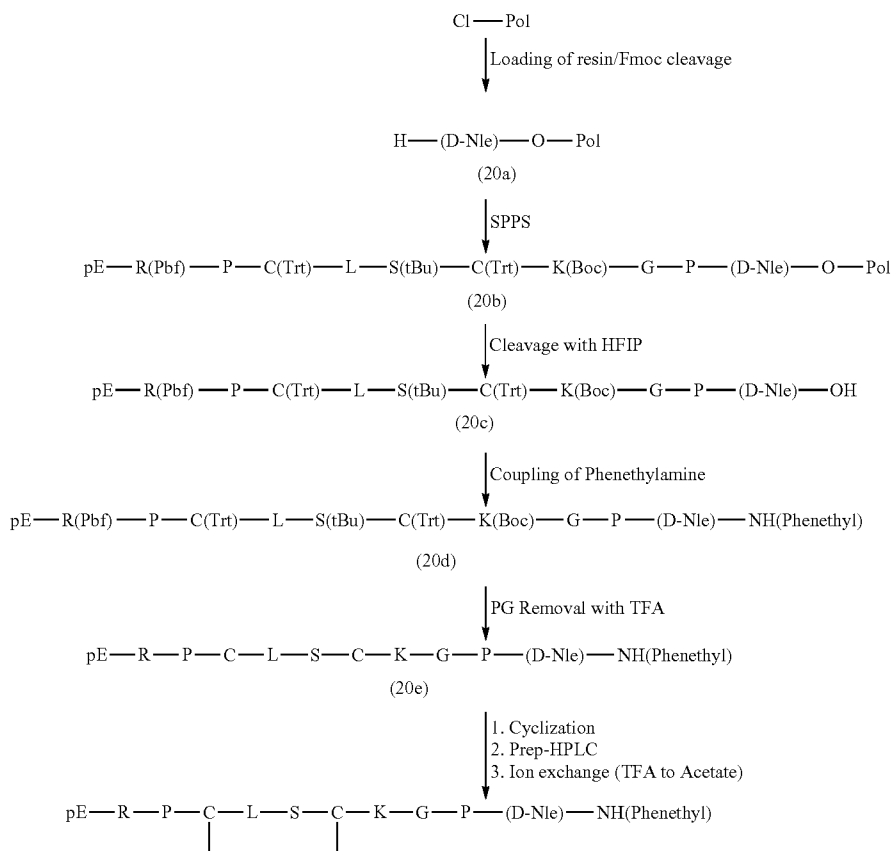 Cl—Pol
Loading of resin/Fmoc cleavage
H—(D-Nle)—O—Pol
(20a)
SPPS
pE—R(Pbf)—P—C(Trt)—L—S(tBu)—C(Trt)—K(Boc)—G—P—(D-Nle)—O—Pol
(20b)
Cleavage with HFIP
pE—R(Pbf)—P—C(Trt)—L—S(tBu)—C(Trt)—K(Boc)—G—P—(D-Nle)—OH
(20c)
Coupling of Phenethylamine
pE—R(Pbf)—P—C(Trt)—L—S(tBu)—C(Trt)—K(Boc)—G—P—(D-Nle)—NH(Phenethyl)
(20d)
PG Removal with TFA
pE—R—P—C—L—S—C—K—G—P—(D-Nle)—NH(Phenethyl)
(20e)
1. Cyclization
2. Prep-HPLC
3. Ion exchange (TFA to Acetate)
pE—R—P—C—L—S—C—K—G—P—(D-Nle)—NH(Phenethyl)